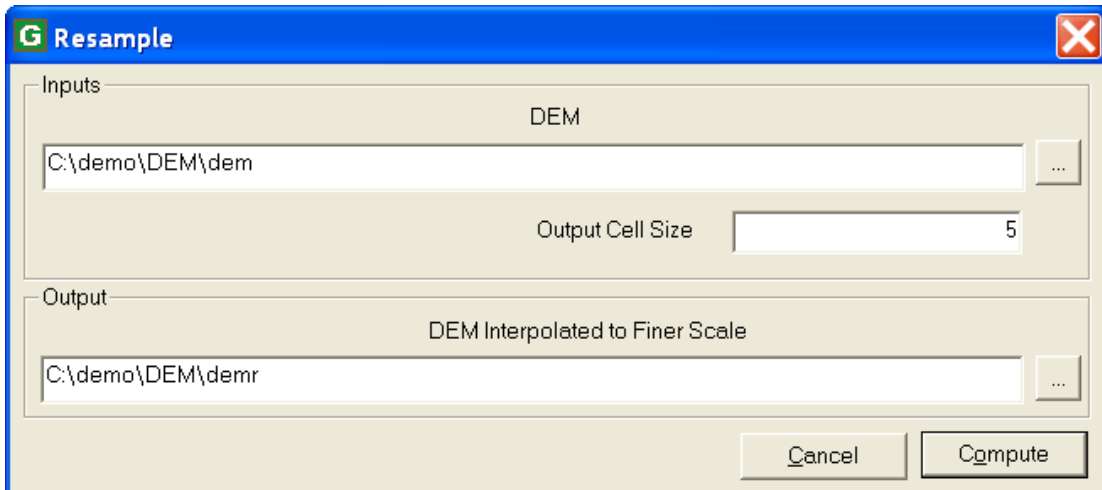 G Resample
Inputs
DEM
C:\demo\DEM\dem
...
Output Cell Size 5
Output
DEM Interpolated to Finer Scale
C:\demo\DEM\demr
...
Cancel Compute